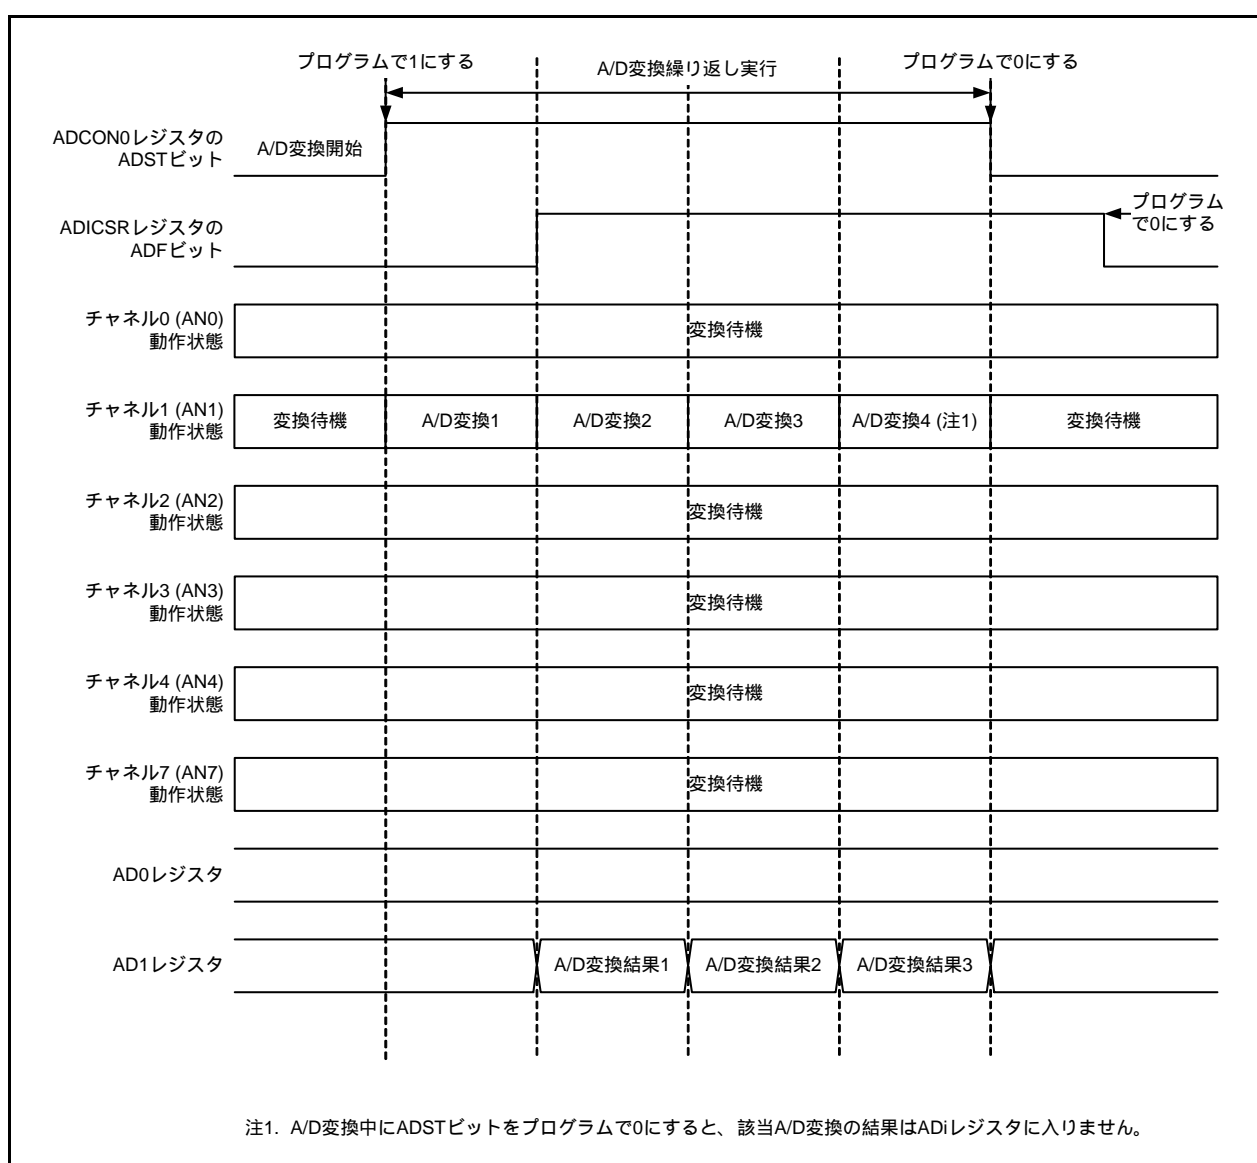 プログラムで1にする
A/D変換繰り返し実行
プログラムで0にする
ADCON0レジスタの
ADSTビット
A/D変換開始
ADICSRレジスタの
ADFビット
プログラム
で0にする
チャネル0 (AN0)
動作状態
変換待機
チャネル1 (AN1)
動作状態
変換待機
A/D変換1
A/D変換2
A/D変換3
A/D変換4 (注1)
変換待機
チャネル2 (AN2)
動作状態
変換待機
チャネル3 (AN3)
動作状態
変換待機
チャネル4 (AN4)
動作状態
変換待機
チャネル7 (AN7)
動作状態
変換待機
AD0レジスタ
AD1レジスタ
A/D変換結果1
A/D変換結果2
A/D変換結果3
注1. A/D変換中にADSTビットをプログラムで0にすると、該当A/D変換の結果はADiレジスタに入りません。